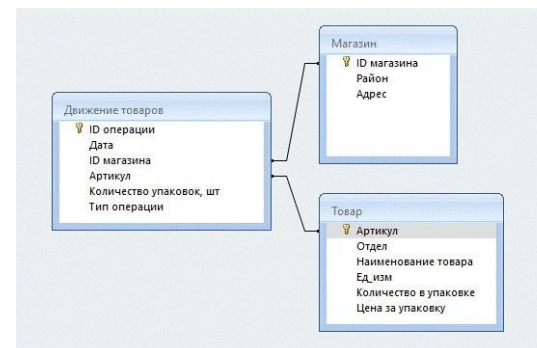 Магазин
ID магазина
Район
Адрес
Движение товаров
ID операции
Дата
ID магазина
Артикул
Количество упаковок, шт
Тип операции
Товар
Артикул
Отдел
Наименование товара
Ед_изм
Количество в упаковке
Цена за упаковку